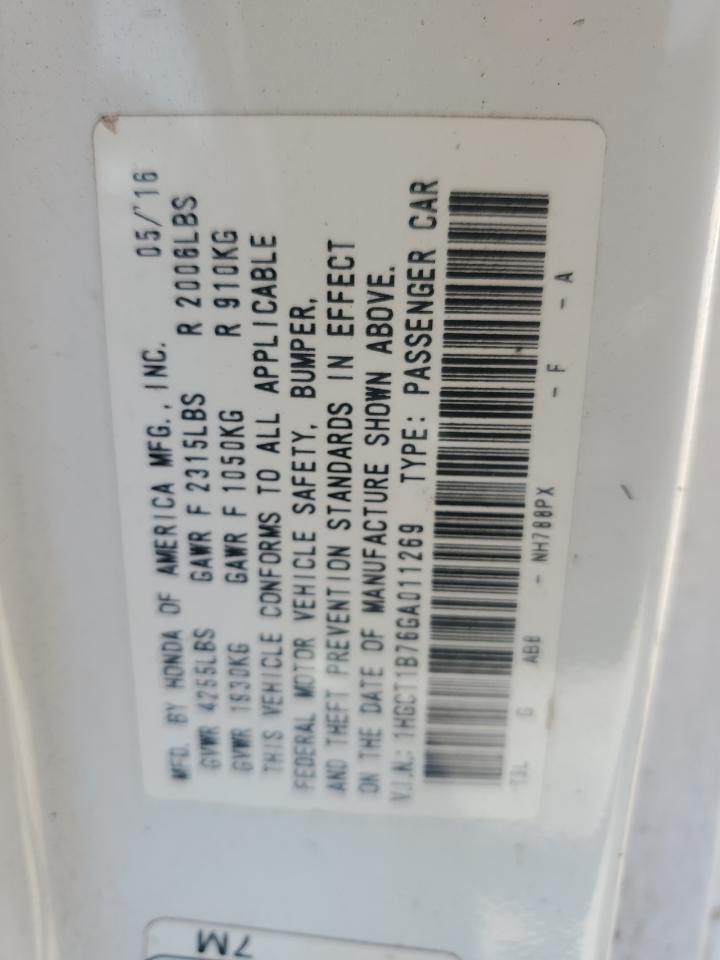 MFD. BY HONDA OF AMERICA MFG., INC. 05/'16
GVWR 4255LBS GAWR F 2315LBS R 2006LBS
GVWR 1930KG GAWR F 1050KG R 910KG
THIS VEHICLE CONFORMS TO ALL APPLICABLE
FEDERAL MOTOR VEHICLE SAFETY, BUMPER,
AND THEFT PREVENTION STANDARDS IN EFFECT
ON THE DATE OF MANUFACTURE SHOWN ABOVE.
V.I.N.: 1HGCT1B76GA011269 TYPE: PASSENGER CAR
T3L G AB0 - NH788PX - F - A
7M